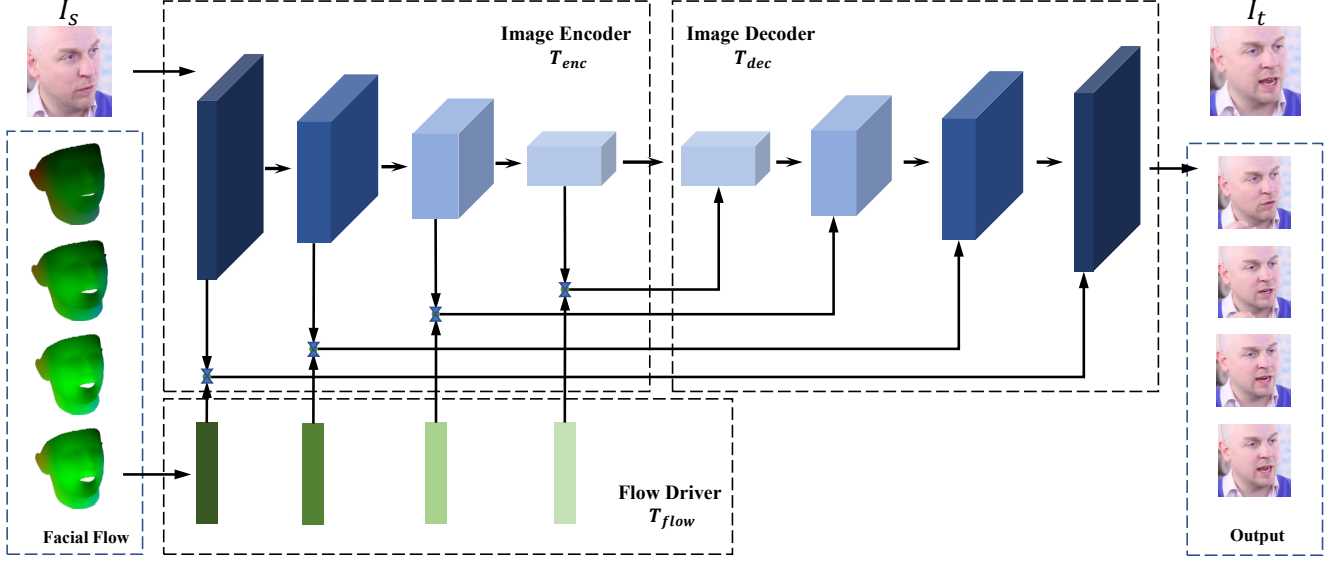 I_s
Image Encoder
T_enc
Image Decoder
T_dec
I_t
Flow Driver
T_flow
Facial Flow
Output